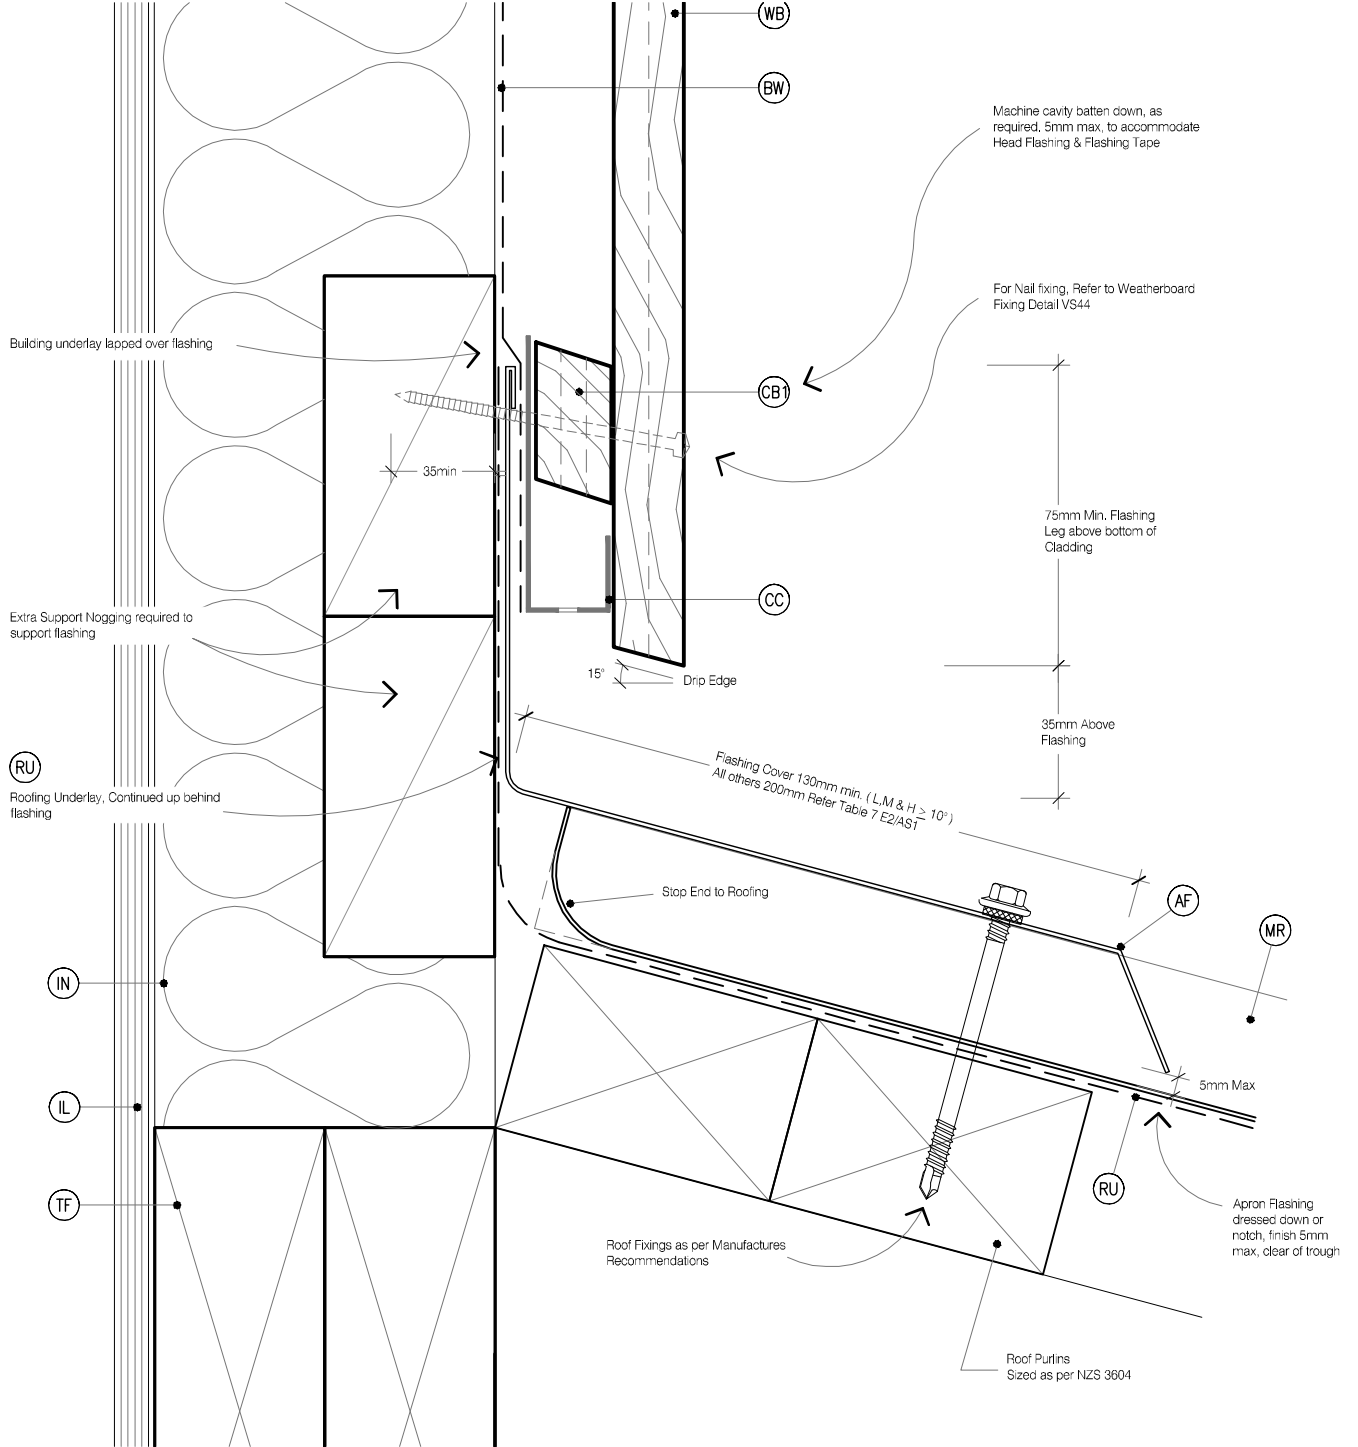 WB
BW
Machine cavity batten down, as
required, 5mm max, to accommodate
Head Flashing & Flashing Tape
For Nail fixing, Refer to Weatherboard
Fixing Detail VS44
Building underlay lapped over flashing
CB1
35min
75mm Min. Flashing
Leg above bottom of
Cladding
CC
Extra Support Nogging required to
support flashing
15°
Drip Edge
35mm Above
Flashing
RU
Roofing Underlay, Continued up behind
flashing
Flashing Cover 130mm min. ( L,M & H ≥ 10° )
All others 200mm Refer Table 7 E2/AS1
Stop End to Roofing
AF
MR
IN
5mm Max
IL
RU
TF
Apron Flashing
dressed down or
notch, finish 5mm
max, clear of trough
Roof Fixings as per Manufactures
Recommendations
Roof Purlins
Sized as per NZS 3604